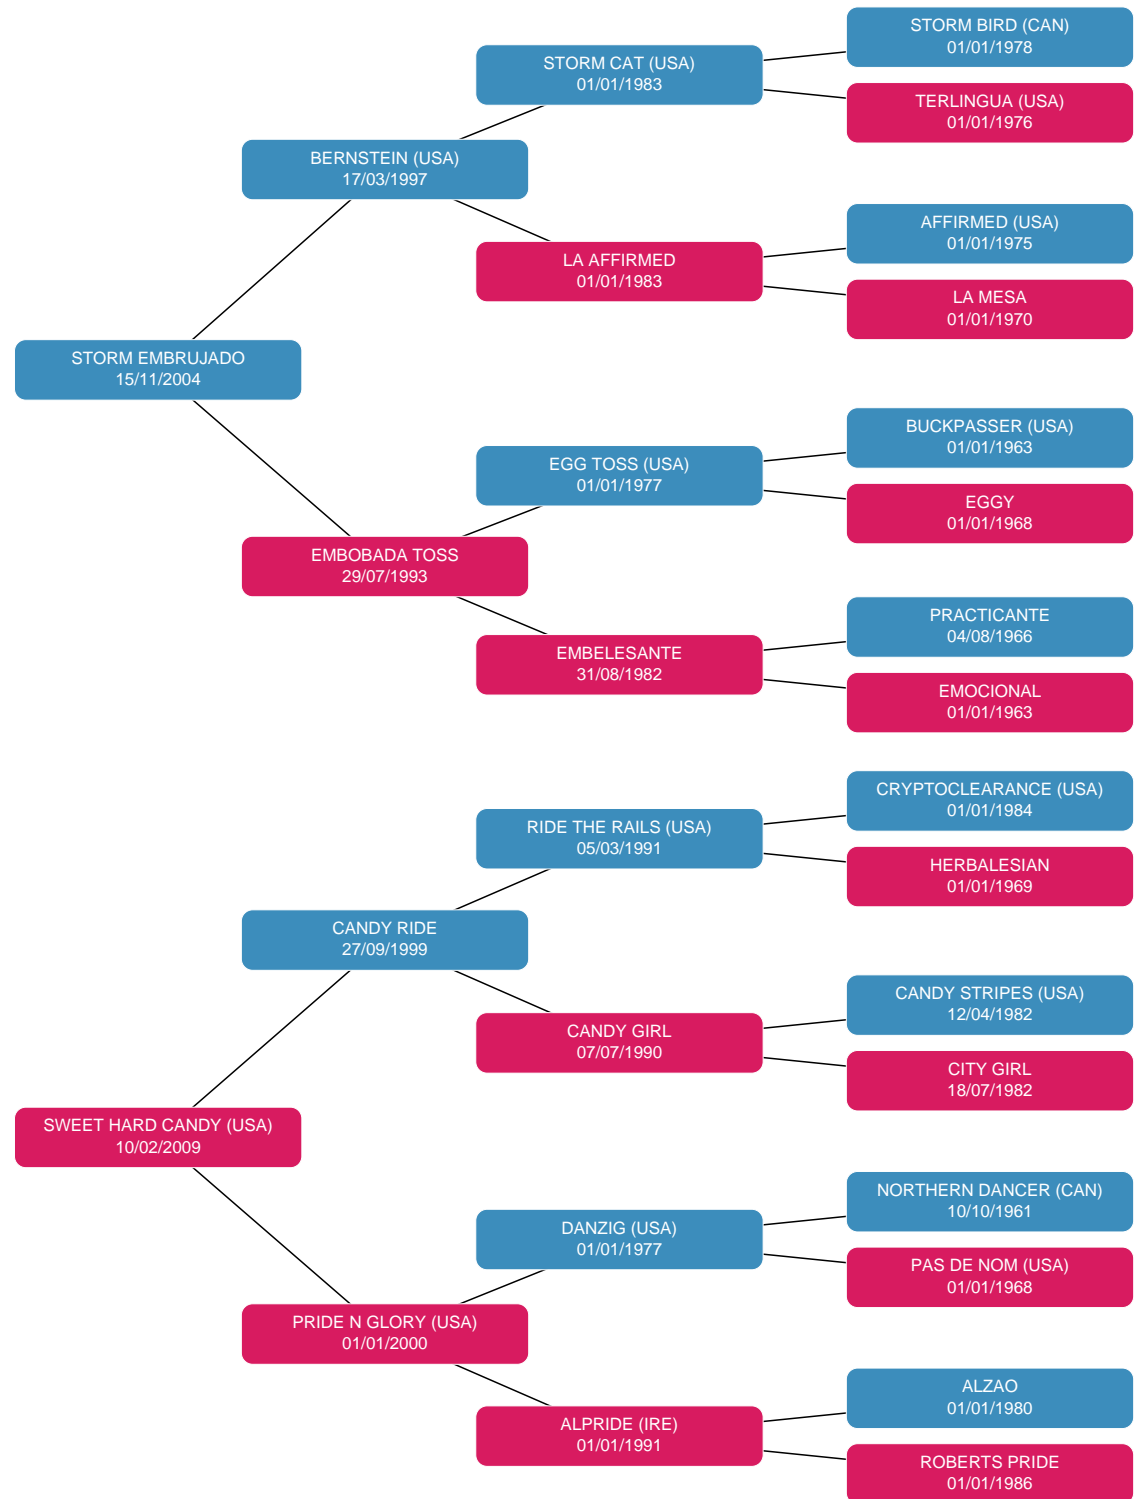 STORM BIRD (CAN)
01/01/1978
STORM CAT (USA)
01/01/1983
TERLINGUA (USA)
01/01/1976
BERNSTEIN (USA)
17/03/1997
AFFIRMED (USA)
01/01/1975
LA AFFIRMED
01/01/1983
LA MESA
01/01/1970
STORM EMBRUJADO
15/11/2004
BUCKPASSER (USA)
01/01/1963
EGG TOSS (USA)
01/01/1977
EGGY
01/01/1968
EMBOBADA TOSS
29/07/1993
PRACTICANTE
04/08/1966
EMBELESANTE
31/08/1982
EMOCIONAL
01/01/1963
CRYPTOCLEARANCE (USA)
01/01/1984
RIDE THE RAILS (USA)
05/03/1991
HERBALESIAN
01/01/1969
CANDY RIDE
27/09/1999
CANDY STRIPES (USA)
12/04/1982
CANDY GIRL
07/07/1990
CITY GIRL
18/07/1982
SWEET HARD CANDY (USA)
10/02/2009
NORTHERN DANCER (CAN)
10/10/1961
DANZIG (USA)
01/01/1977
PAS DE NOM (USA)
01/01/1968
PRIDE N GLORY (USA)
01/01/2000
ALZAO
01/01/1980
ALPRIDE (IRE)
01/01/1991
ROBERTS PRIDE
01/01/1986